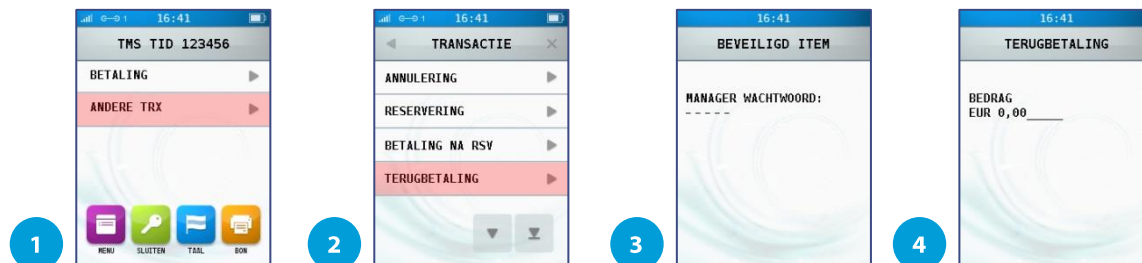 16:41
TMS TID 123456
BETALING
ANDERE TRX
MENU SLUITEN TAAL BON
1
16:41
TRANSACTIE
ANNULERING
RESERVERING
BETALING NA RSV
TERUGBETALING
2
16:41
BEVEILIGD ITEM
MANAGER WACHTWOORD:
-----
3
16:41
TERUGBETALING
BEDRAG
EUR 0,00_____
4